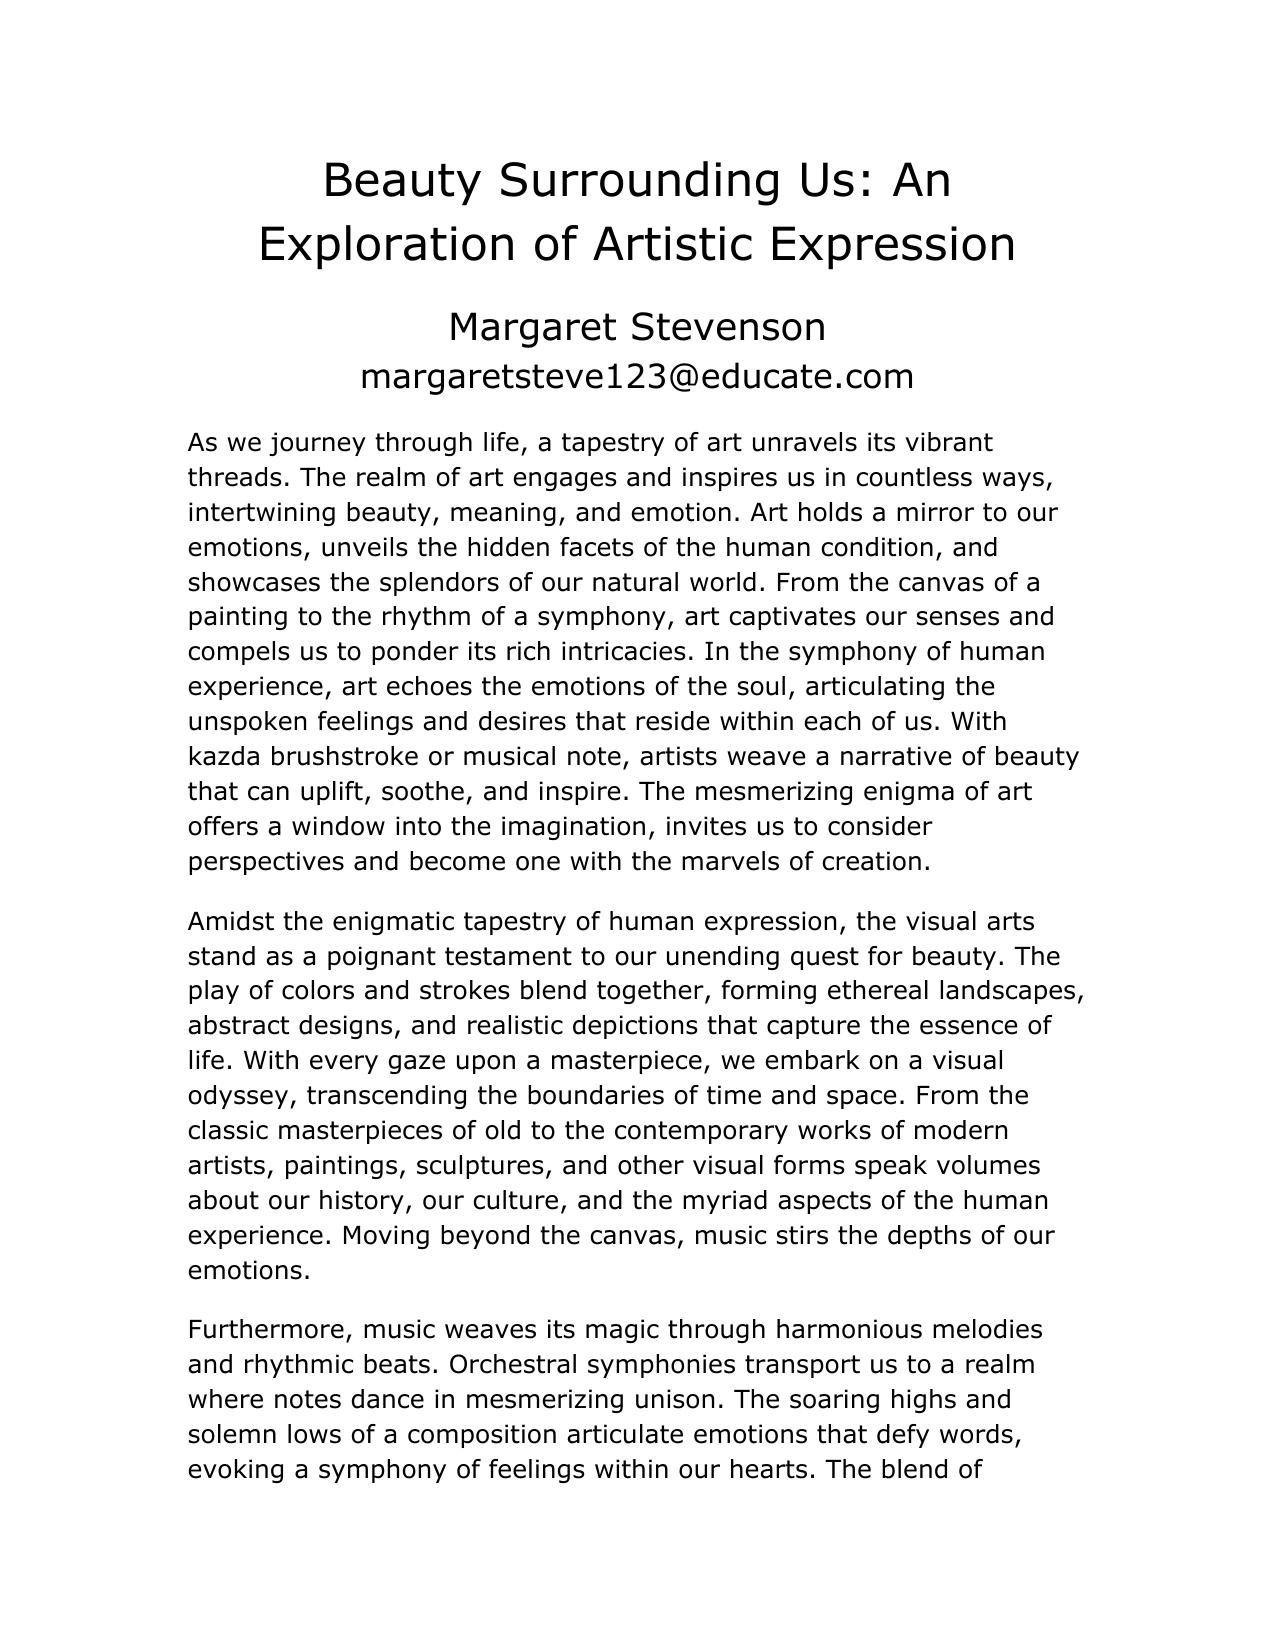 Beauty Surrounding Us: An
Exploration of Artistic Expression
Margaret Stevenson
margaretsteve123@educate.com
As we journey through life, a tapestry of art unravels its vibrant
threads. The realm of art engages and inspires us in countless ways,
intertwining beauty, meaning, and emotion. Art holds a mirror to our
emotions, unveils the hidden facets of the human condition, and
showcases the splendors of our natural world. From the canvas of a
painting to the rhythm of a symphony, art captivates our senses and
compels us to ponder its rich intricacies. In the symphony of human
experience, art echoes the emotions of the soul, articulating the
unspoken feelings and desires that reside within each of us. With
kazda brushstroke or musical note, artists weave a narrative of beauty
that can uplift, soothe, and inspire. The mesmerizing enigma of art
offers a window into the imagination, invites us to consider
perspectives and become one with the marvels of creation.
Amidst the enigmatic tapestry of human expression, the visual arts
stand as a poignant testament to our unending quest for beauty. The
play of colors and strokes blend together, forming ethereal landscapes,
abstract designs, and realistic depictions that capture the essence of
life. With every gaze upon a masterpiece, we embark on a visual
odyssey, transcending the boundaries of time and space. From the
classic masterpieces of old to the contemporary works of modern
artists, paintings, sculptures, and other visual forms speak volumes
about our history, our culture, and the myriad aspects of the human
experience. Moving beyond the canvas, music stirs the depths of our
emotions.
Furthermore, music weaves its magic through harmonious melodies
and rhythmic beats. Orchestral symphonies transport us to a realm
where notes dance in mesmerizing unison. The soaring highs and
solemn lows of a composition articulate emotions that defy words,
evoking a symphony of feelings within our hearts. The blend of